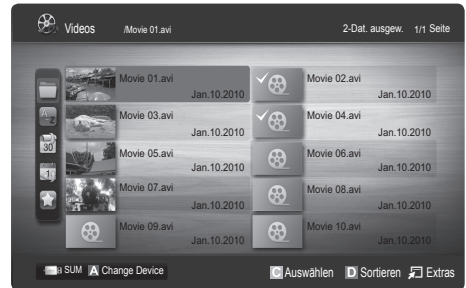 Videos /Movie 01.avi 2-Dat. ausgew. 1/1 Seite
Movie 01.avi Movie 02.avi
Jan.10.2010 Jan.10.2010
Movie 03.avi Movie 04.avi
Jan.10.2010 Jan.10.2010
30
Movie 05.avi Movie 06.avi
Jan.10.2010 Jan.10.2010
1
Movie 07.avi Movie 08.avi
Jan.10.2010 Jan.10.2010
Movie 09.avi Movie 10.avi
Jan.10.2010 Jan.10.2010
a SUM A Change Device C Auswählen D Sortieren Extras